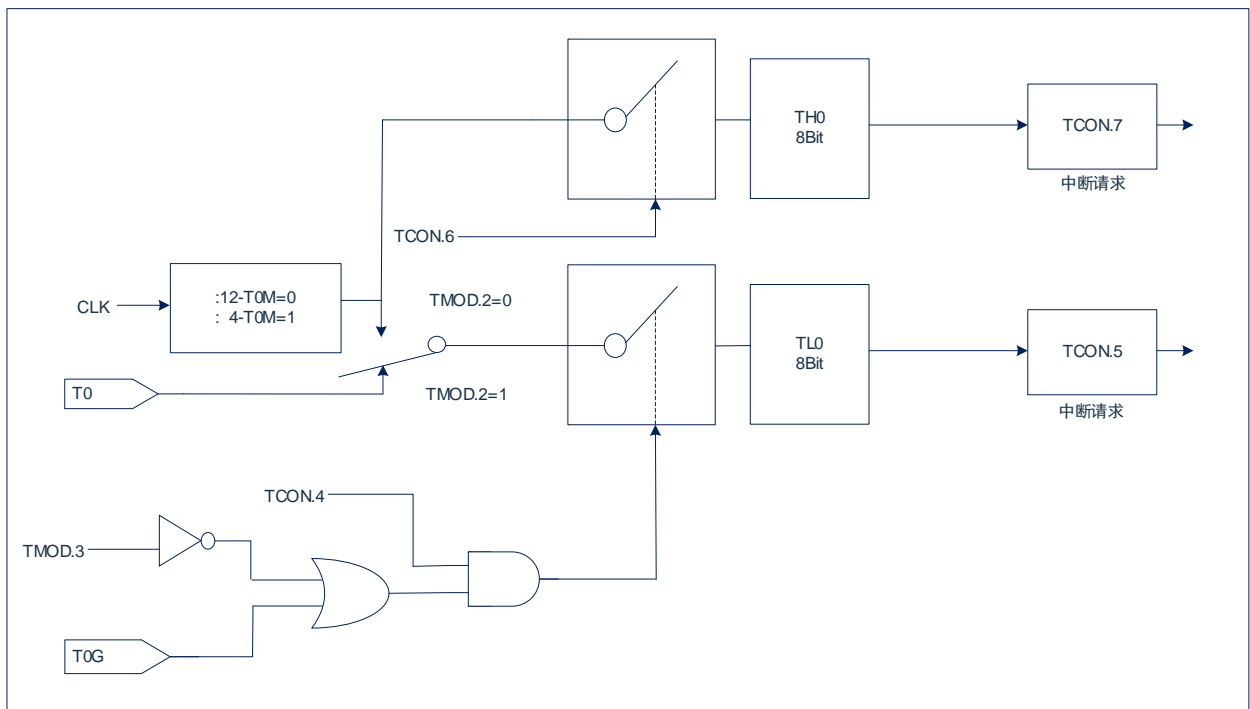 TH0
8Bit
TCON.7
中断请求
TCON.6
CLK
:12-T0M=0
: 4-T0M=1
TMOD.2=0
TL0
8Bit
TCON.5
中断请求
T0
TMOD.2=1
TCON.4
TMOD.3
T0G